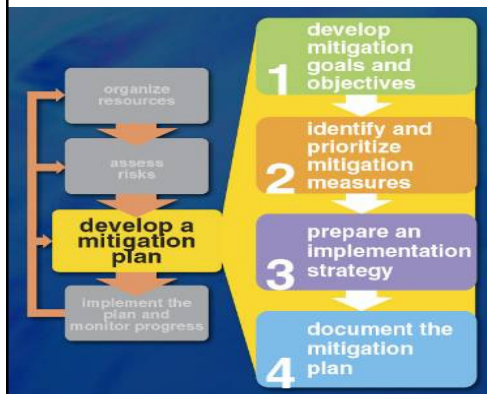 organize
resources
assess
risks
develop a
mitigation
plan
implement the
plan and
monitor progress
1
develop
mitigation
goals and
objectives
2
identify and
prioritize
mitigation
measures
3
prepare an
implementation
strategy
4
document the
mitigation
plan